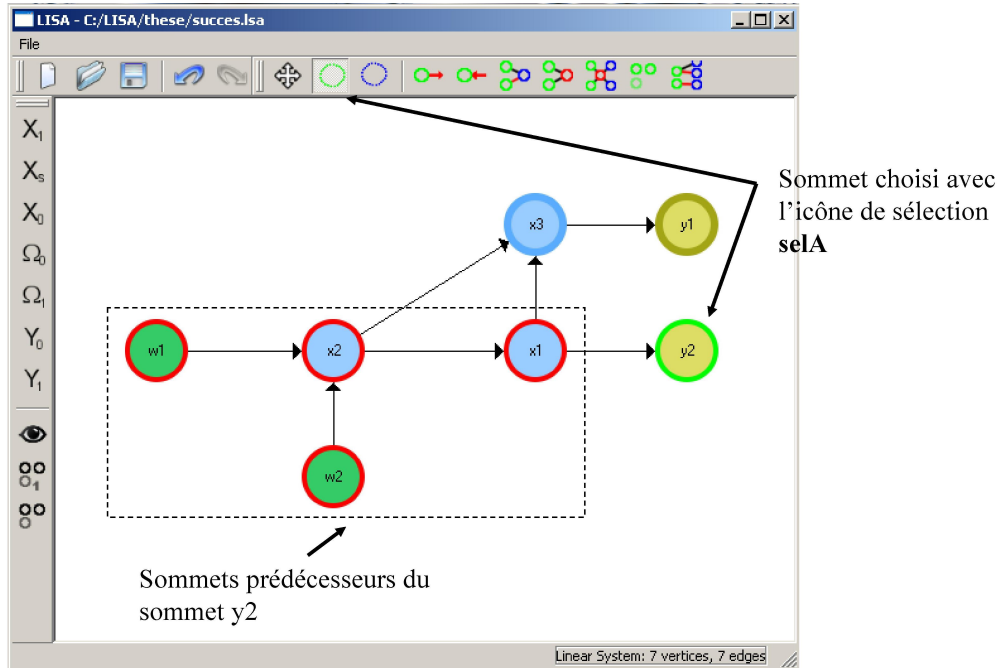 LISA - C:/LISA/these/succes.lsa
File
X₁
Xₛ
X₀
Ω₀
Ω₁
Y₀
Y₁
1
Sommet choisi avec
l’icône de sélection
selA
x3
y1
w1
x2
x1
y2
w2
Sommets prédécesseurs du
sommet y2
Linear System: 7 vertices, 7 edges